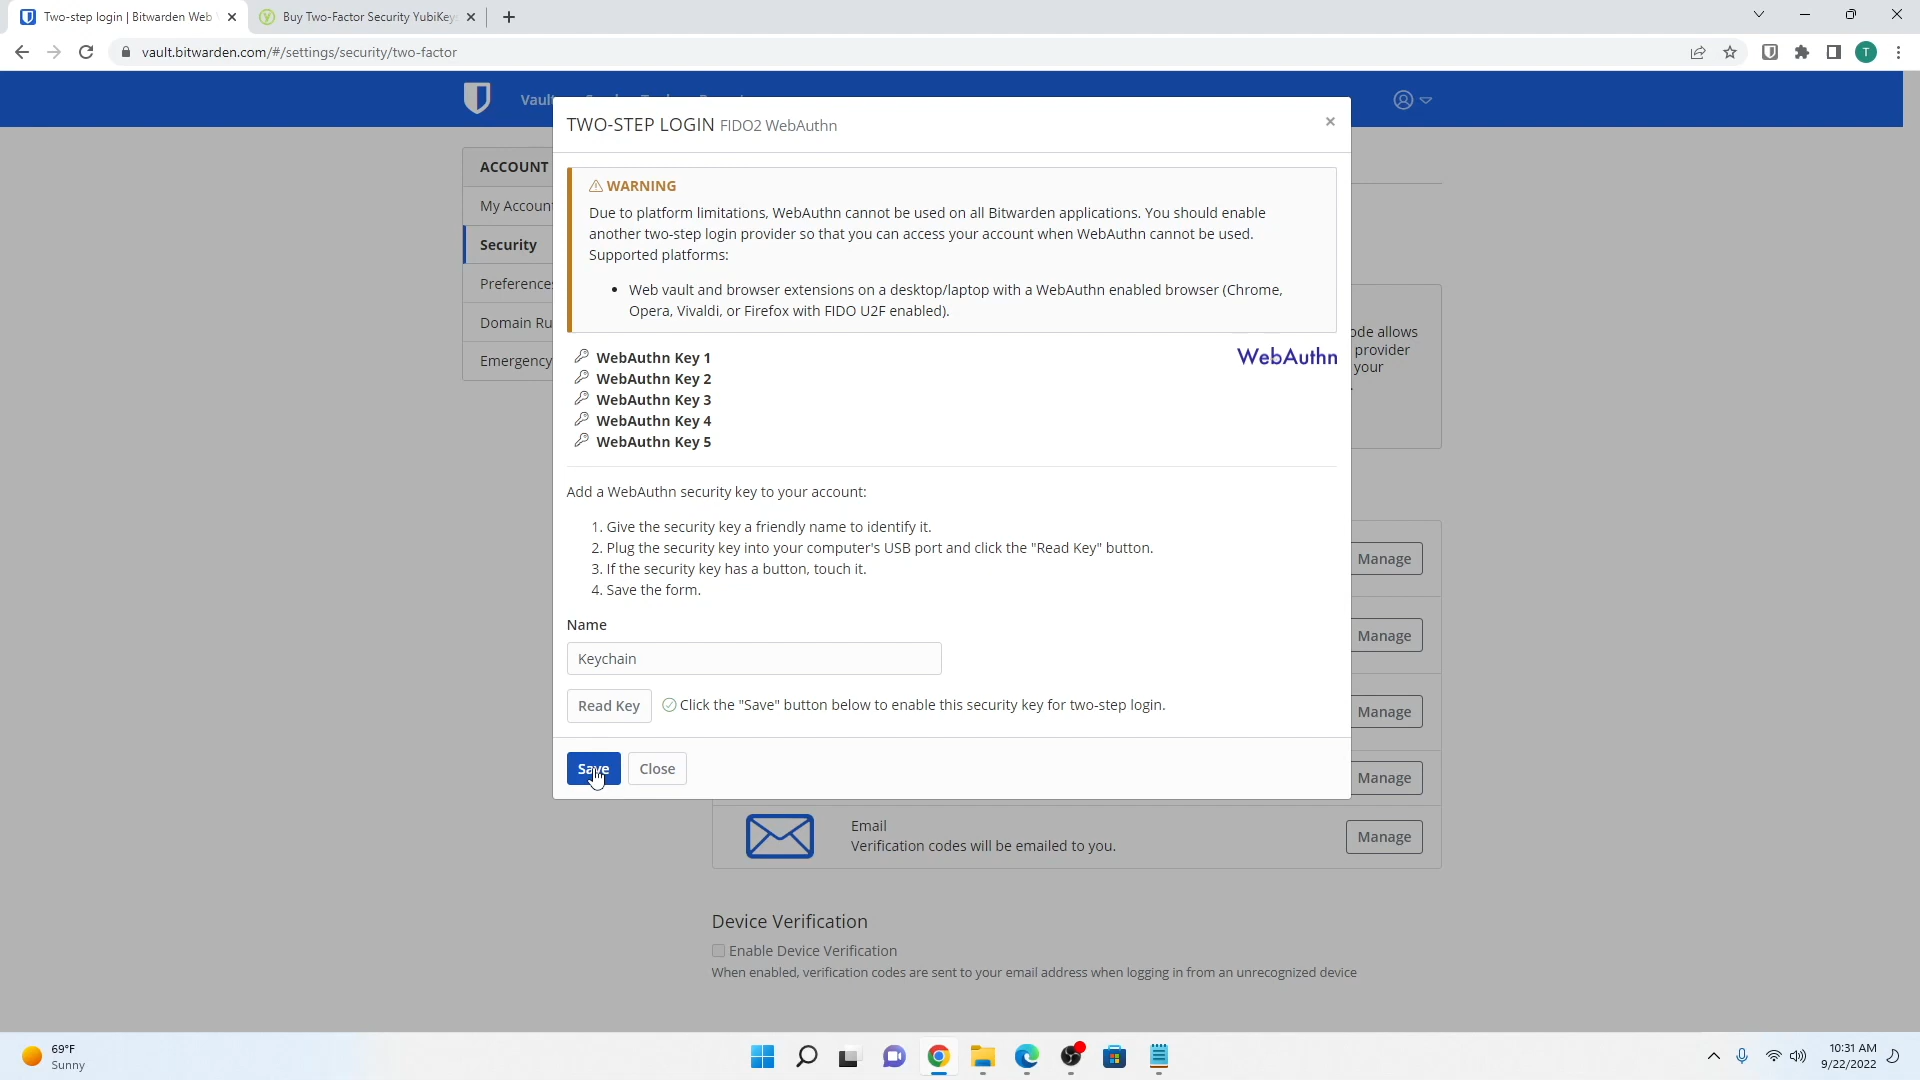 Two-step login | Bitwarden Web
Buy Two-Factor Security YubiKey
vault.bitwarden.com/#/settings/security/two-factor
T
Vault
TWO-STEP LOGIN FIDO2 WebAuthn
ACCOUNT
My Account
Security
Preferences
Domain Ru
Emergency
WARNING
Due to platform limitations, WebAuthn cannot be used on all Bitwarden applications. You should enable
another two-step login provider so that you can access your account when WebAuthn cannot be used.
Supported platforms:
• Web vault and browser extensions on a desktop/laptop with a WebAuthn enabled browser (Chrome,
Opera, Vivaldi, or Firefox with FIDO U2F enabled).
ode allows
provider
your
WebAuthn Key 1
WebAuthn
WebAuthn Key 2
WebAuthn Key 3
WebAuthn Key 4
WebAuthn Key 5
Add a WebAuthn security key to your account:
1. Give the security key a friendly name to identify it.
2. Plug the security key into your computer's USB port and click the "Read Key" button.
3. If the security key has a button, touch it.
4. Save the form.
Name
Keychain
Read Key
Click the "Save" button below to enable this security key for two-step login.
Save
Close
Manage
Manage
Manage
Manage
Email
Verification codes will be emailed to you.
Manage
Device Verification
Enable Device Verification
When enabled, verification codes are sent to your email address when logging in from an unrecognized device
69°F
Sunny
10:31 AM
9/22/2022